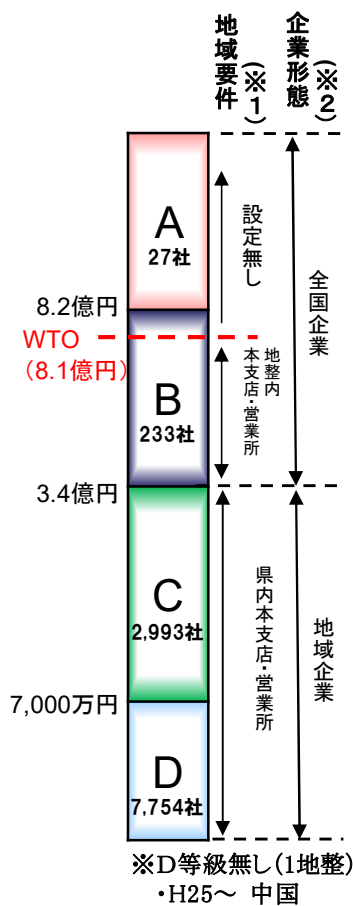 地域要件（※１）
企業形態（※２）
A
27社
設定無し
全国企業
8.2億円
WTO
（8.1億円）
地整内
本支店・営業所
B
233社
3.4億円
C
2,993社
県内本支店・営業所
地域企業
7,000万円
D
7,754社
※Ｄ等級無し（1地整）
・H25～ 中国